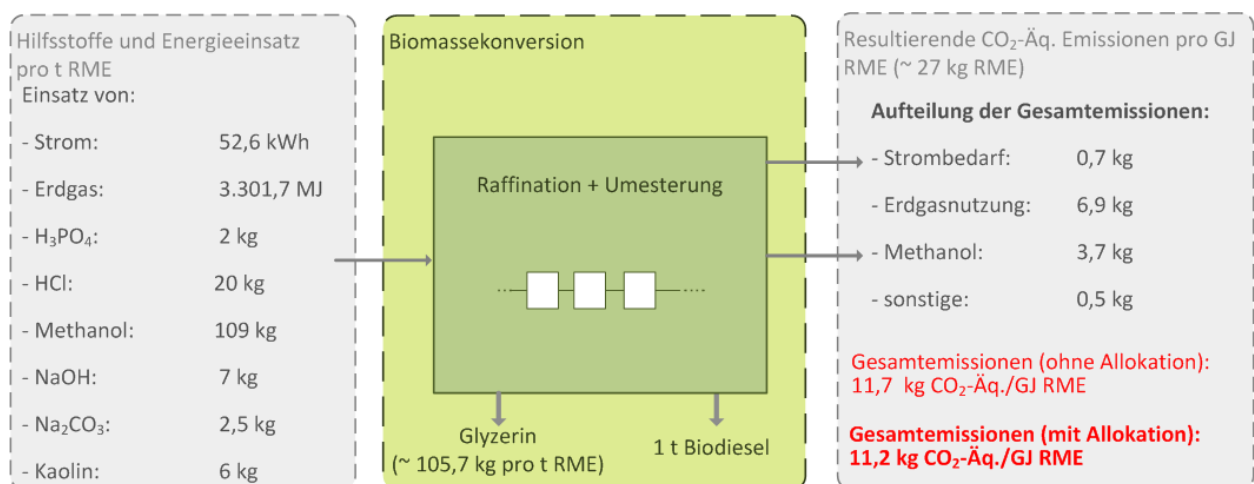 Hilfsstoffe und Energieeinsatz
pro t RME
Einsatz von:
- Strom: 52,6 kWh
- Erdgas: 3.301,7 MJ
- H₃PO₄: 2 kg
- HCl: 20 kg
- Methanol: 109 kg
- NaOH: 7 kg
- Na₂CO₃: 2,5 kg
- Kaolin: 6 kg
Biomassekonversion
Raffination + Umesterung
Glyzerin
(~ 105,7 kg pro t RME)
1 t Biodiesel
Resultierende CO₂-Äq. Emissionen pro GJ
RME (~ 27 kg RME)
Aufteilung der Gesamtemissionen:
- Strombedarf: 0,7 kg
- Erdgasnutzung: 6,9 kg
- Methanol: 3,7 kg
- sonstige: 0,5 kg
Gesamtemissionen (ohne Allokation):
11,7 kg CO₂-Äq./GJ RME
Gesamtemissionen (mit Allokation):
11,2 kg CO₂-Äq./GJ RME